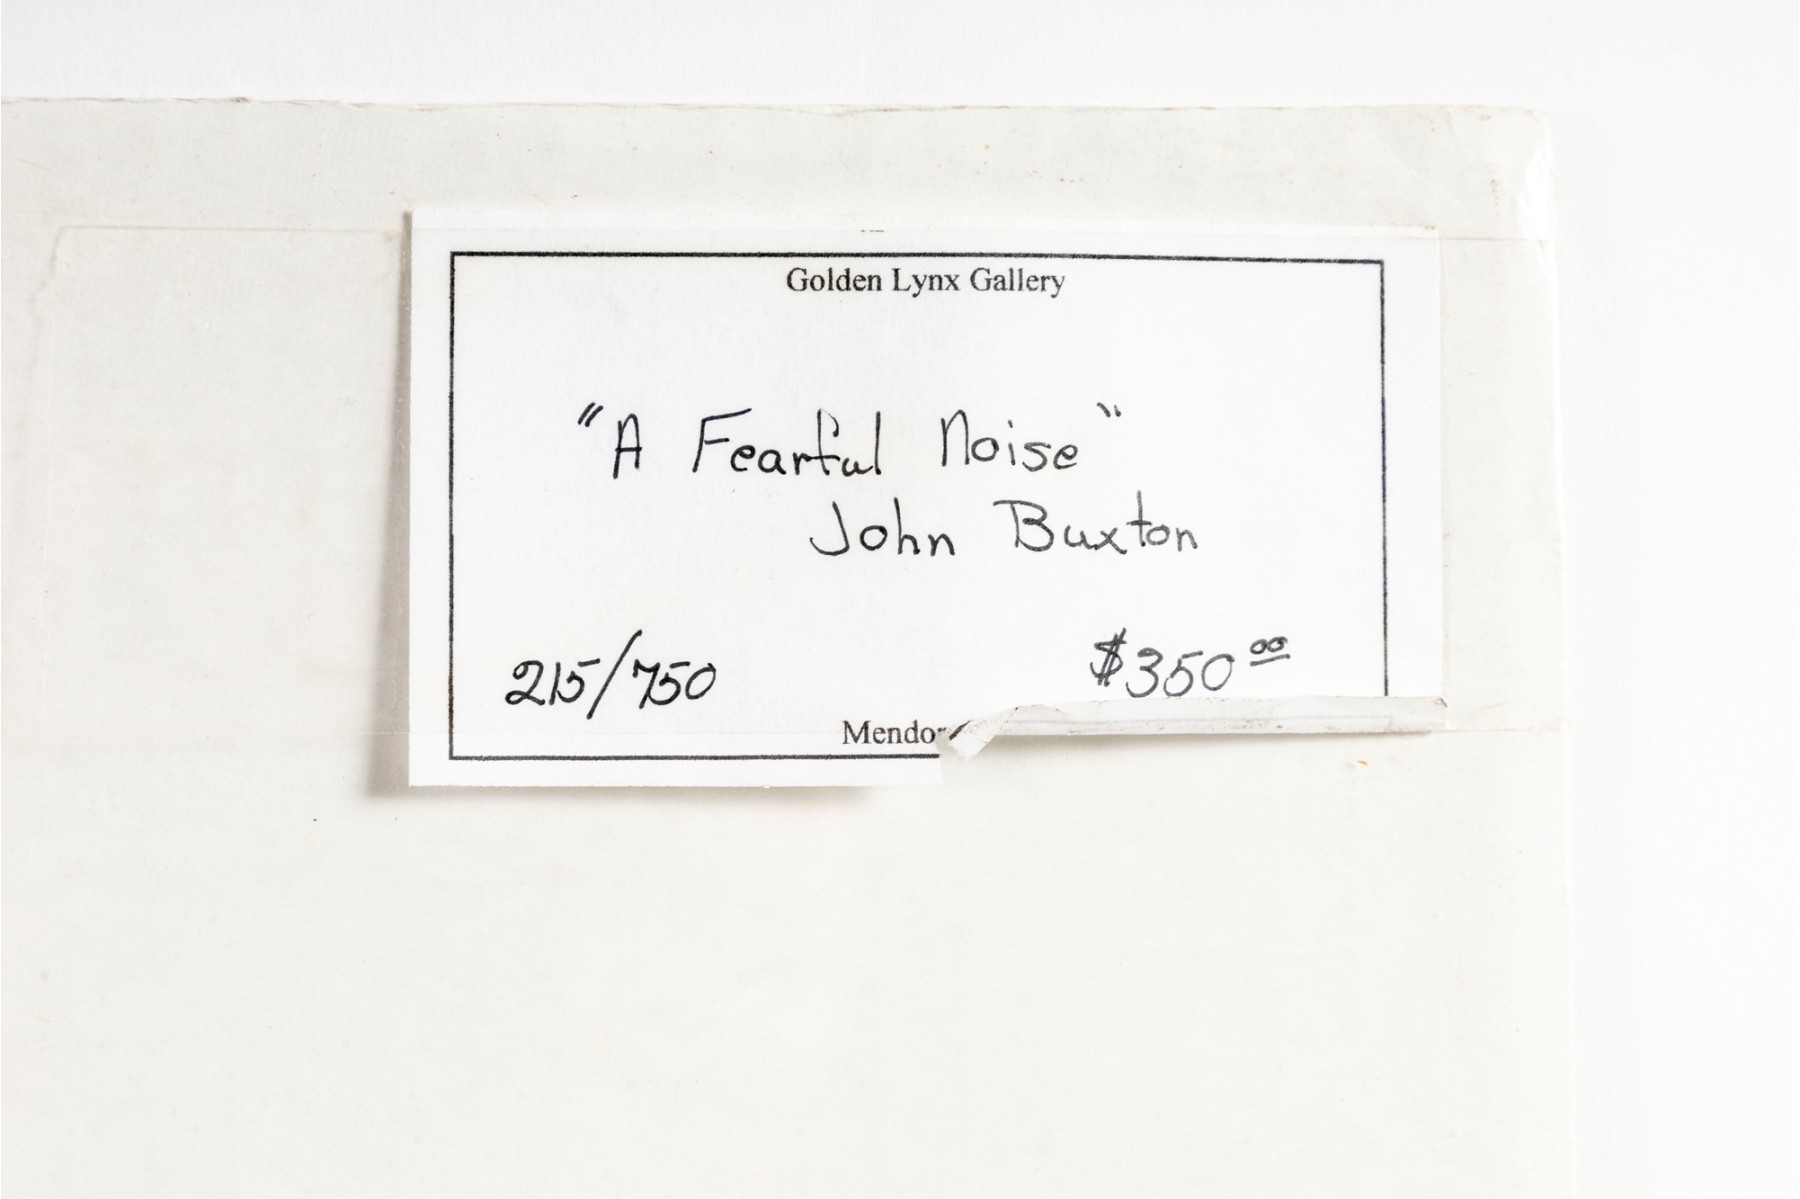 Golden Lynx Gallery
"A Fearful Noise"
John Buxton
215/750 $350.00